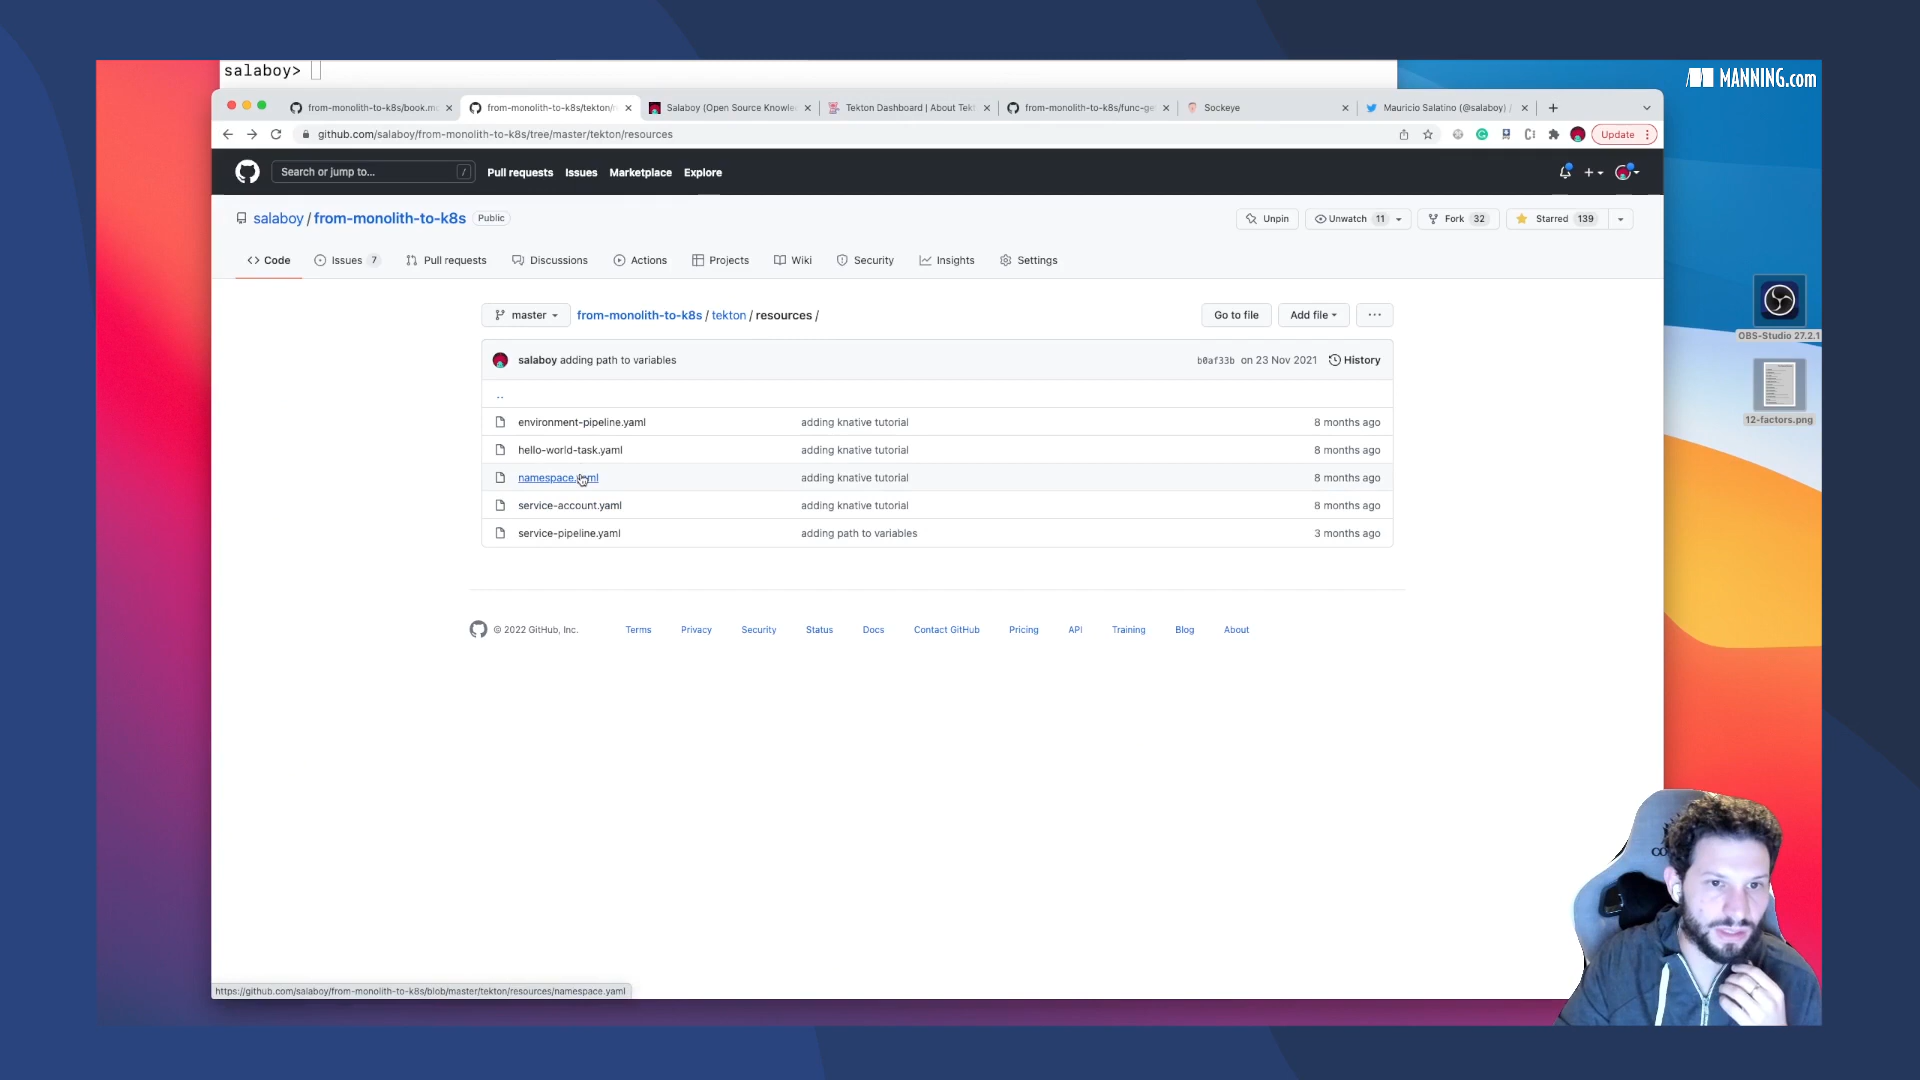 salaboy>
MANNING.com
from-monolith-to-k8s/book.m
from-monolith-to-k8s/tekton/r
Salaboy (Open Source Knowle
Tekton Dashboard | About Tekt
from-monolith-to-k8s/func-ge
Sockeye
Mauricio Salatino (@salaboy) /
github.com/salaboy/from-monolith-to-k8s/tree/master/tekton/resources
Update
Search or jump to...
/
Pull requests
Issues
Marketplace
Explore
salaboy / from-monolith-to-k8s
Public
Unpin
Unwatch 11
Fork 32
Starred 139
<> Code
Issues 7
Pull requests
Discussions
Actions
Projects
Wiki
Security
Insights
Settings
master
from-monolith-to-k8s / tekton / resources /
Go to file
Add file
...
salaboy adding path to variables
b0af33b on 23 Nov 2021
History
..
environment-pipeline.yaml adding knative tutorial 8 months ago
hello-world-task.yaml adding knative tutorial 8 months ago
namespace.yaml adding knative tutorial 8 months ago
service-account.yaml adding knative tutorial 8 months ago
service-pipeline.yaml adding path to variables 3 months ago
© 2022 GitHub, Inc.
Terms
Privacy
Security
Status
Docs
Contact GitHub
Pricing
API
Training
Blog
About
https://github.com/salaboy/from-monolith-to-k8s/blob/master/tekton/resources/namespace.yaml
OBS-Studio 27.2.1
12-factors.png